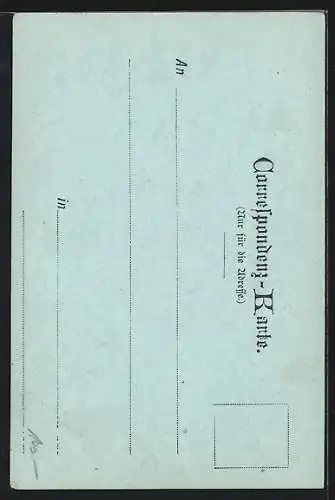 Correspondenz-Karte.
(Nur für die Adresse.)
An
in